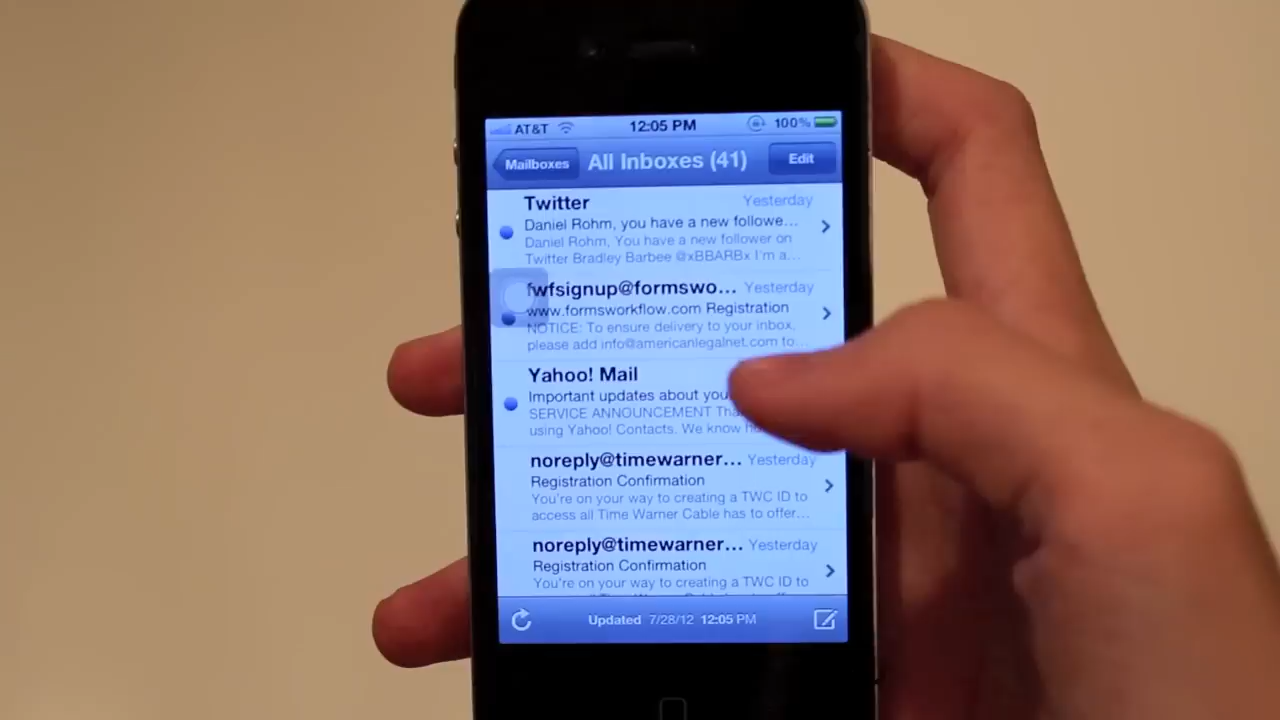 AT&T 12:05 PM 100%
Mailboxes All Inboxes (41) Edit
Twitter Yesterday
Daniel Rohm, you have a new followe...
Daniel Rohm, You have a new follower on
Twitter Bradley Barbee @xBBARBx I'm a...
fwfsignup@formswo... Yesterday
www.formsworkflow.com Registration
NOTICE: To ensure delivery to your inbox,
please add info@americanlegalnet.com to...
Yahoo! Mail
Important updates about you
SERVICE ANNOUNCEMENT
using Yahoo! Contacts. We know
noreply@timewarner... Yesterday
Registration Confirmation
You're on your way to creating a TWC ID to
access all Time Warner Cable has to offer...
noreply@timewarner... Yesterday
Registration Confirmation
You're on your way to creating a TWC ID to
Updated 7/28/12 12:05 PM